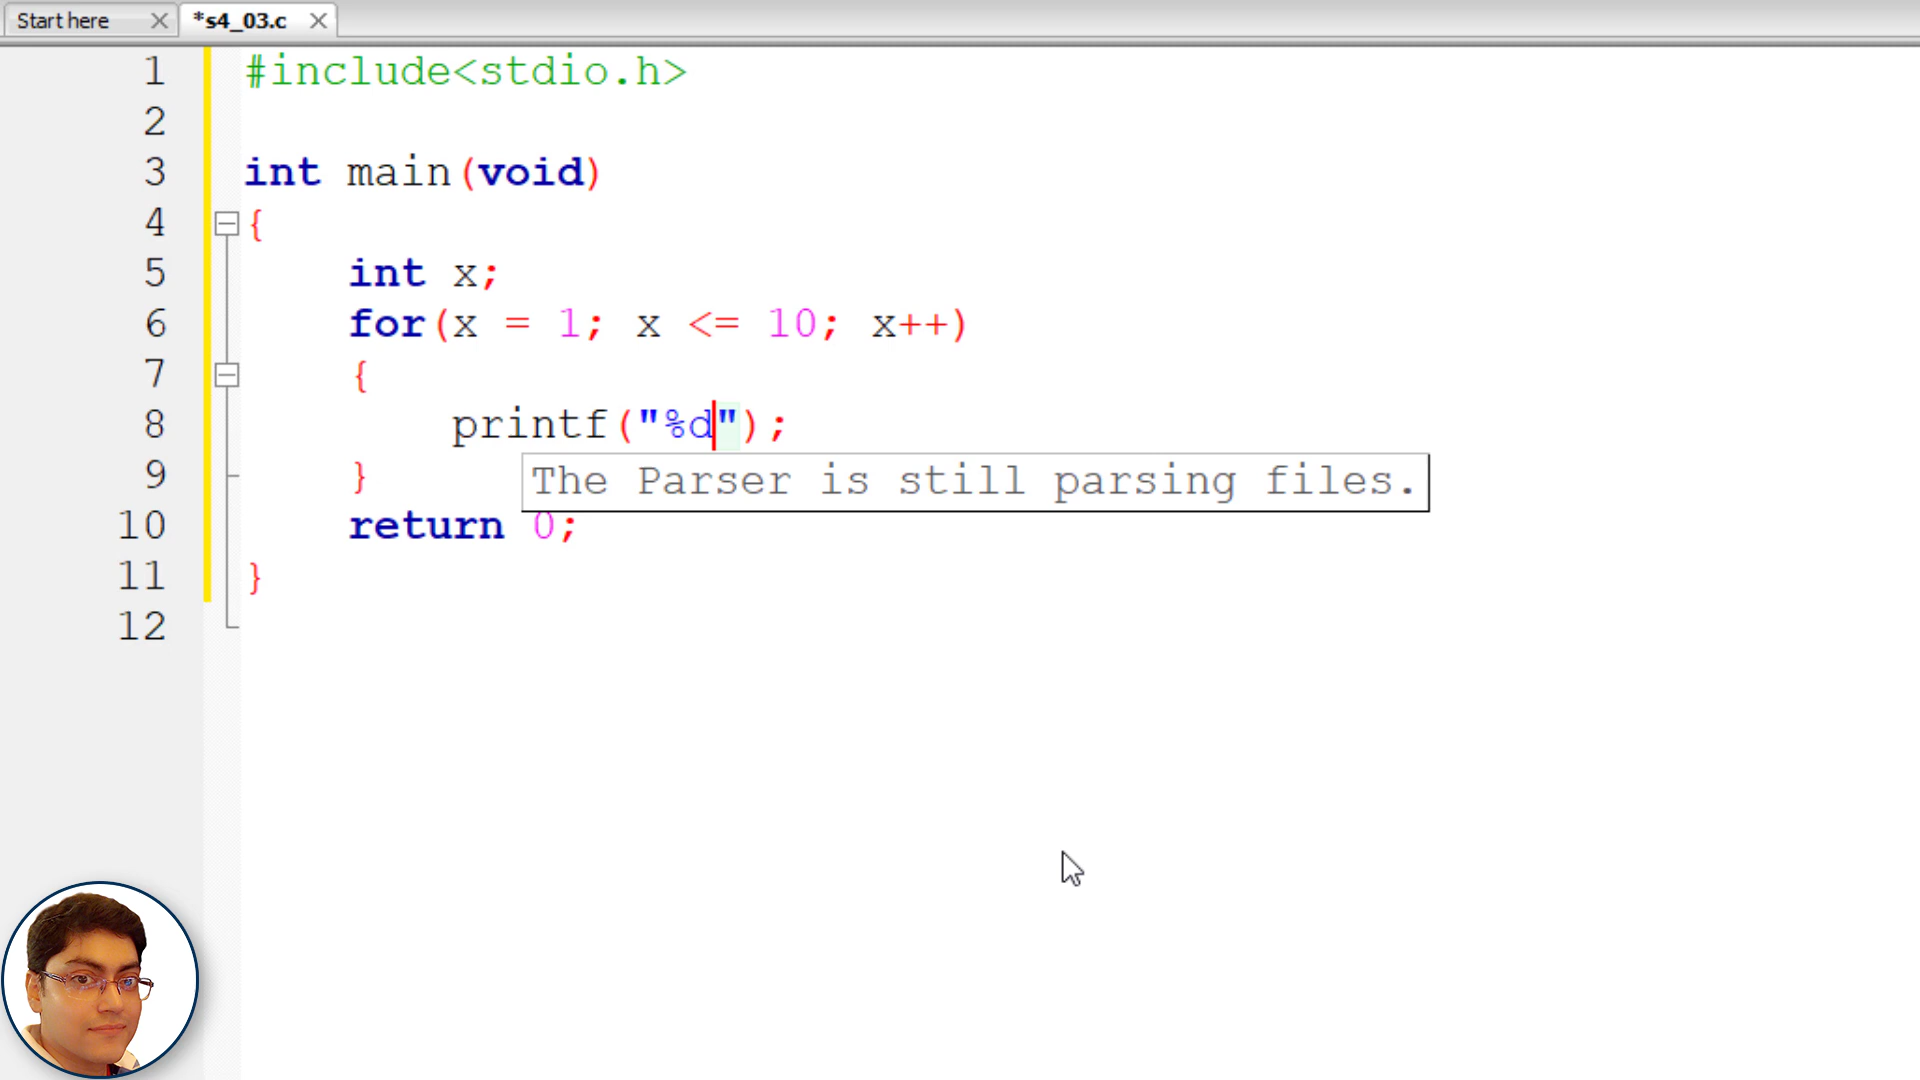 Start here
*s4_03.c
1 #include<stdio.h>
2
3 int main(void)
4 {
5 int x;
6 for(x = 1; x <= 10; x++)
7 {
8 printf("%d");
9 }
The Parser is still parsing files.
10 return 0;
11 }
12